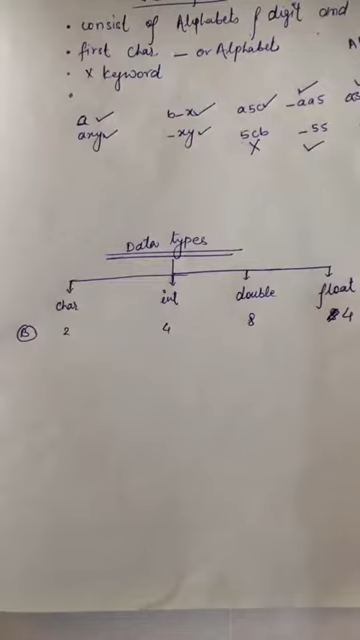 • consist of Alphabets & digit and
• first char. _ or Alphabet
• x keyword
•
a ✓ b-x ✓ a5c ✓ -aa5 ✓
axy ✓ -xy ✓ 5cb X -55 ✓
Data types
char int double float
B 2 4 8 4